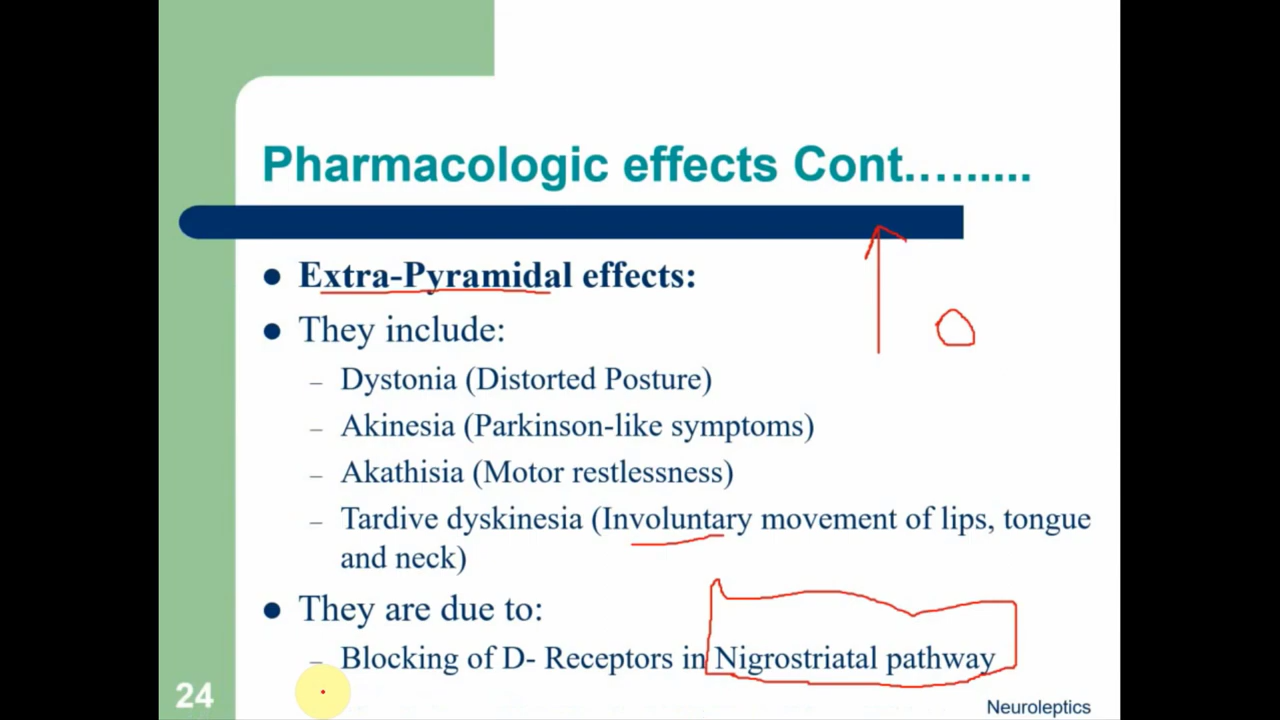 Pharmacologic effects Cont.…......
Extra-Pyramidal effects:
They include:
– Dystonia (Distorted Posture)
– Akinesia (Parkinson-like symptoms)
– Akathisia (Motor restlessness)
– Tardive dyskinesia (Involuntary movement of lips, tongue
and neck)
They are due to:
– Blocking of D- Receptors in Nigrostriatal pathway
24
Neuroleptics